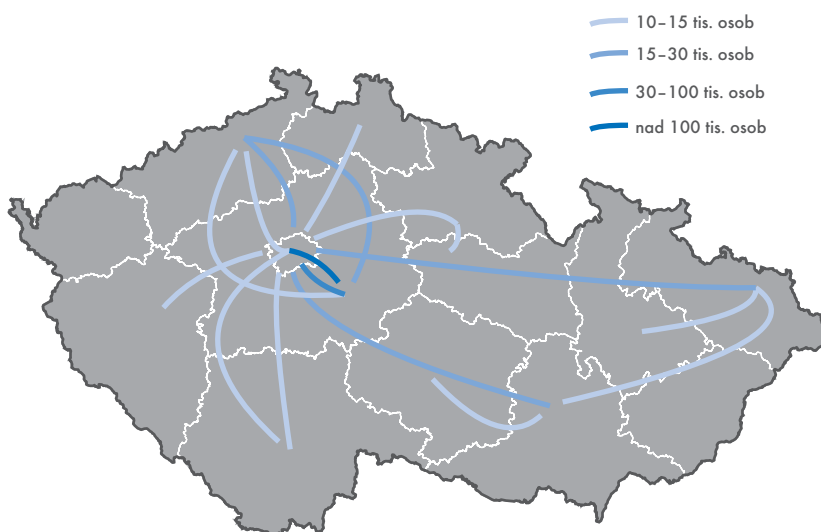 10–15 tis. osob
15–30 tis. osob
30–100 tis. osob
nad 100 tis. osob